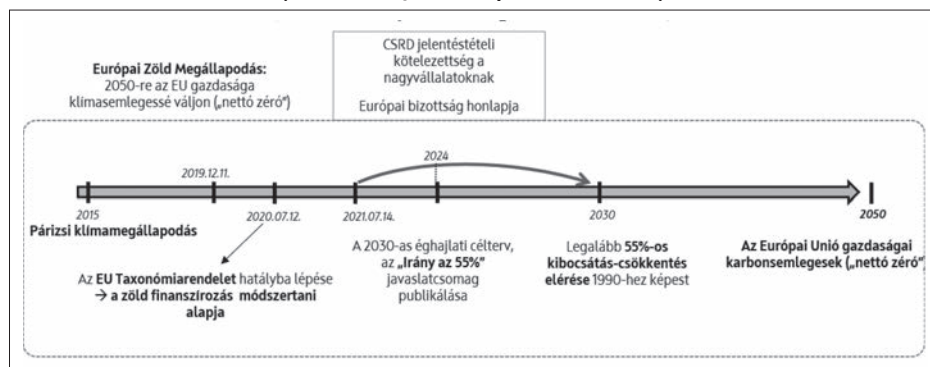 CSRD jelentéstételi
kötelezettség a
nagyvállalatoknak
Európai bizottság honlapja
Európai Zöld Megállapodás:
2050-re az EU gazdasága
klímasemlegessé váljon („nettó zéró”)
2019.12.11.
2024
2015
2020.07.12.
2021.07.14.
2030
2050
Párizsi klímamegállapodás
Az EU Taxonómiarendelet hatályba lépése
→ a zöld finanszírozás módszertani
alapja
A 2030-as éghajlati célterv,
az „Irány az 55%”
javaslatcsomag
publikálása
Legalább 55%-os
kibocsátás-csökkentés
elérése 1990-hez képest
Az Európai Unió gazdaságai
karbonsemlegesek („nettó zéró”)